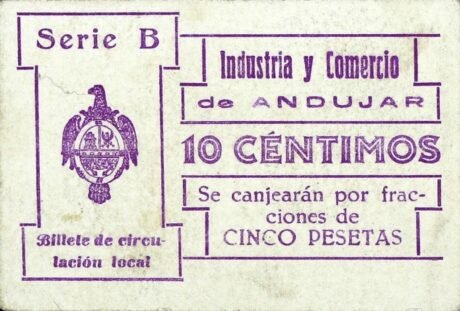 Serie B
Billete de circu-
lación local
Industria y Comercio
de ANDUJAR
10 CÉNTIMOS
Se canjearán por frac-
ciones de
CINCO PESETAS